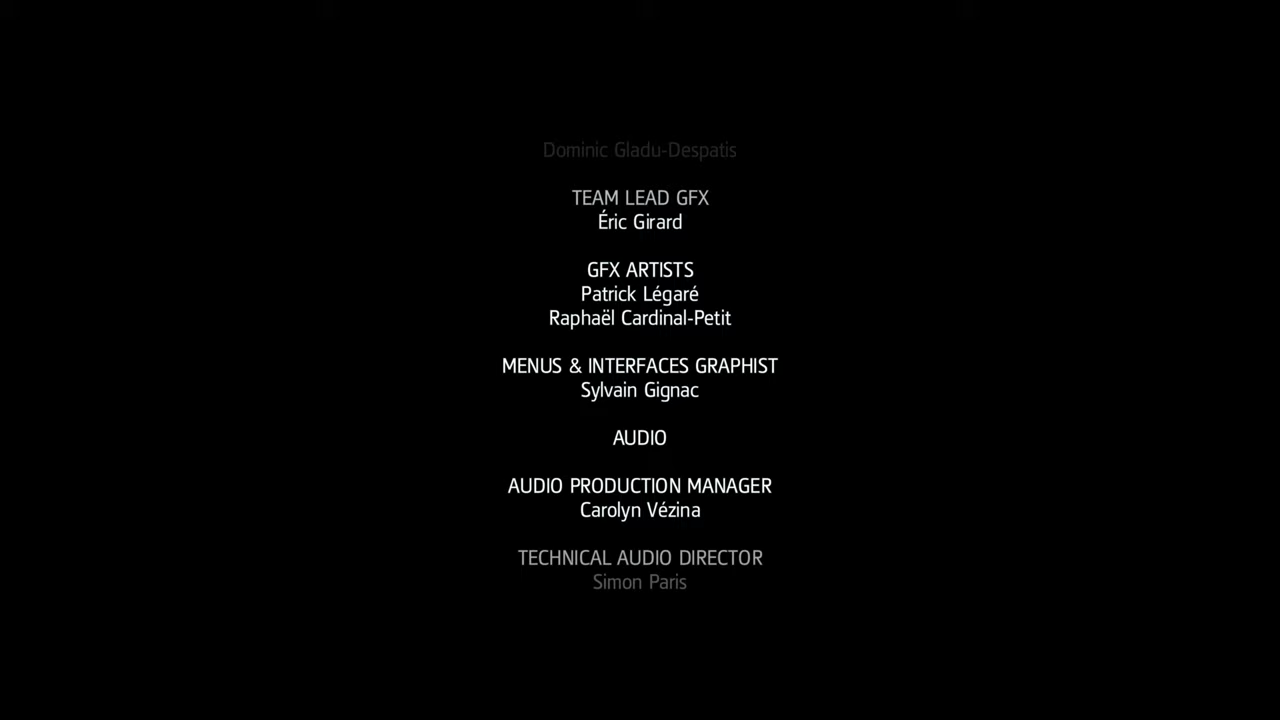 Dominic Gladu-Despatis
TEAM LEAD GFX
Éric Girard
GFX ARTISTS
Patrick Légaré
Raphaël Cardinal-Petit
MENUS & INTERFACES GRAPHIST
Sylvain Gignac
AUDIO
AUDIO PRODUCTION MANAGER
Carolyn Vézina
TECHNICAL AUDIO DIRECTOR
Simon Paris